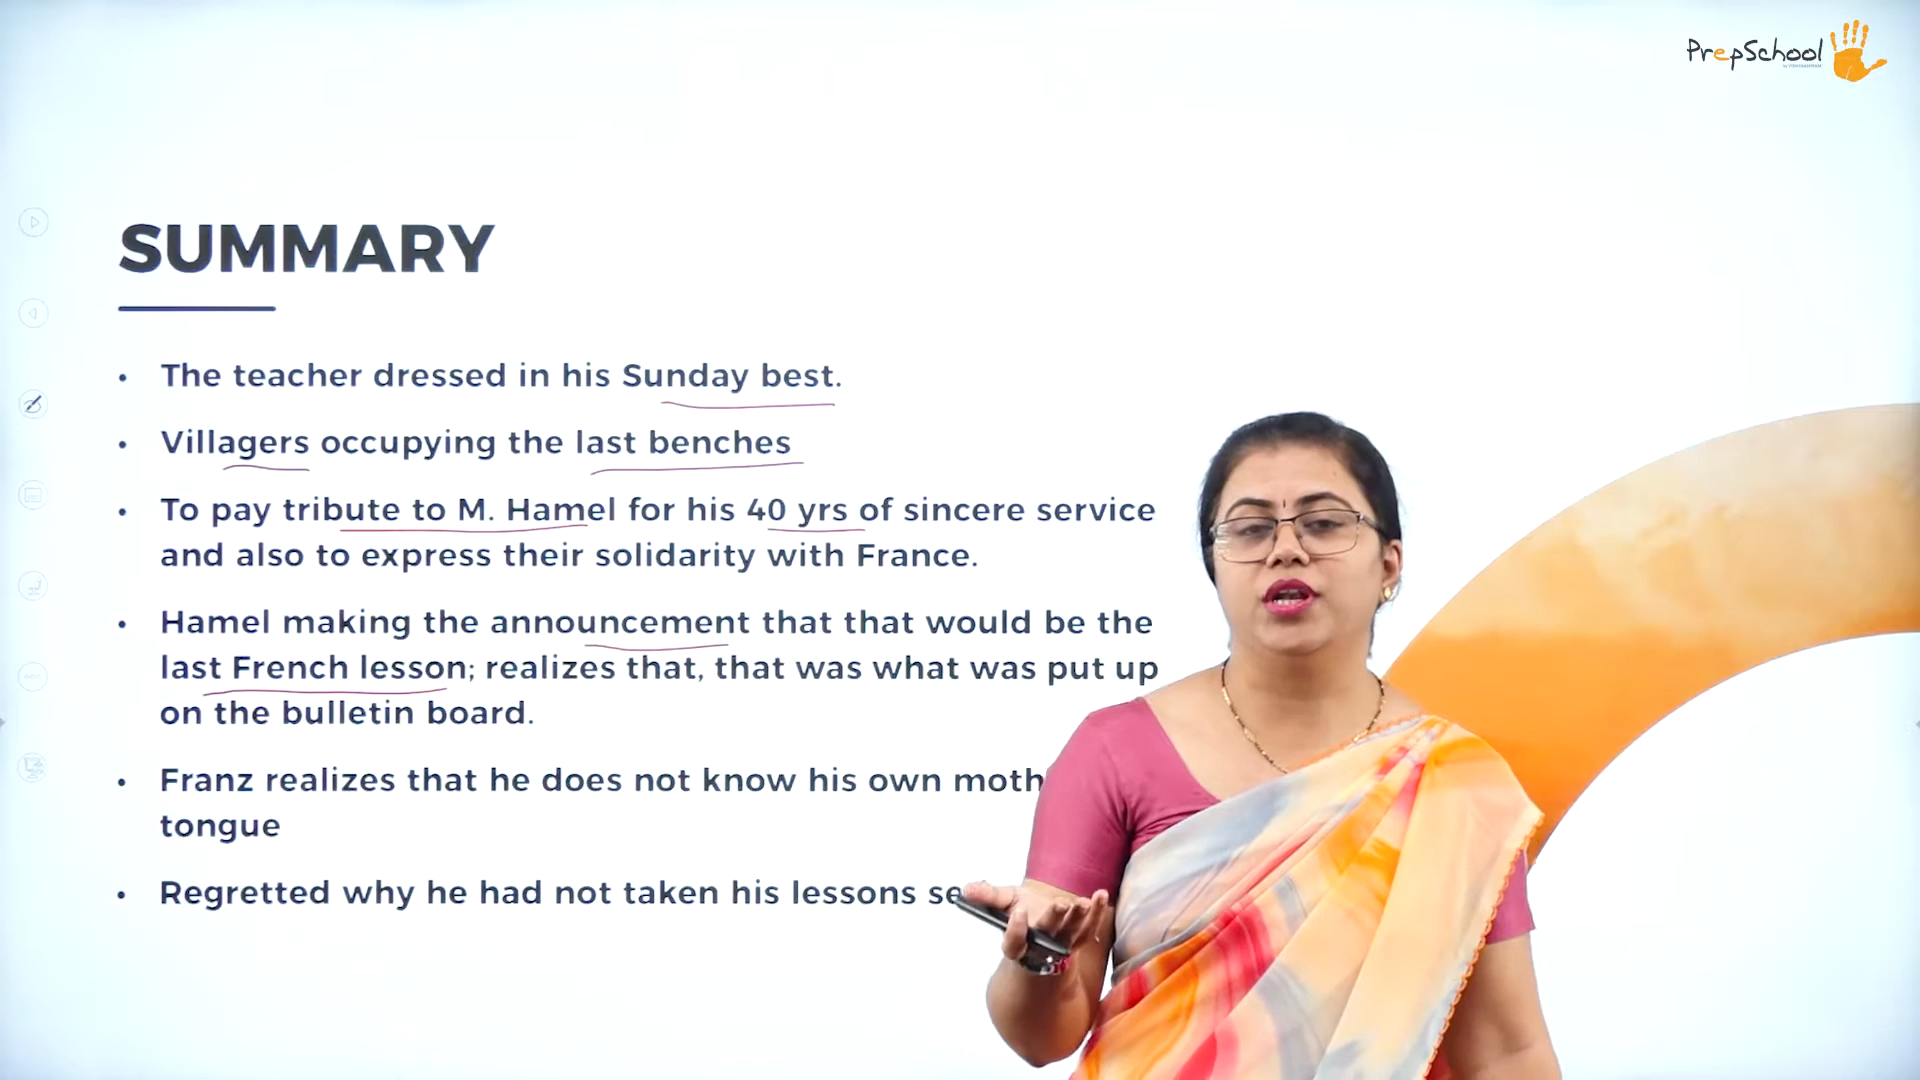 PrepSchool
SUMMARY
• The teacher dressed in his Sunday best.
• Villagers occupying the last benches
• To pay tribute to M. Hamel for his 40 yrs of sincere service
and also to express their solidarity with France.
• Hamel making the announcement that that would be the
last French lesson; realizes that, that was what was put up
on the bulletin board.
• Franz realizes that he does not know his own moth
tongue
• Regretted why he had not taken his lessons se